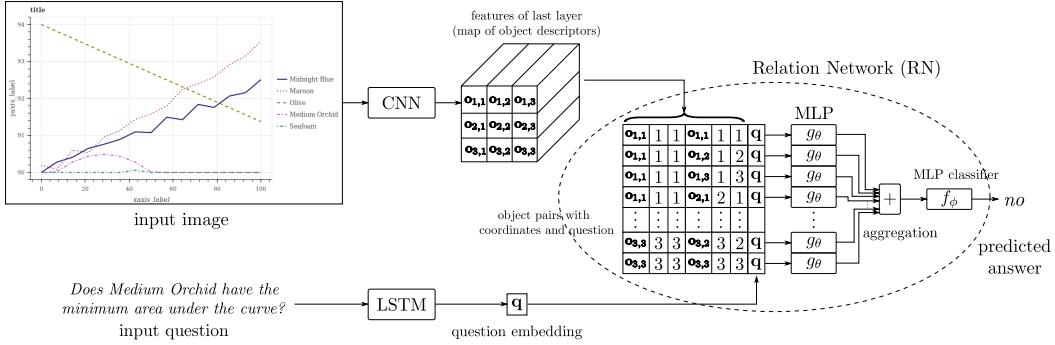 title
94
92
91
90
0
20
40
60
80
100
yaxis_label
xaxis_label
Midnight Blue
Maroon
Olive
Medium Orchid
Seafoam
input image
CNN
features of last layer
(map of object descriptors)
o1,1 o1,2 o1,3
o2,1 o2,2 o2,3
o3,1 o3,2 o3,3
Relation Network (RN)
MLP
o1,1 1 1 o1,1 1 1 q gθ
o1,1 1 1 o1,2 1 2 q gθ
o1,1 1 1 o1,3 1 3 q gθ
o1,1 1 1 o2,1 2 1 q gθ
⋮ ⋮ ⋮ ⋮ ⋮ ⋮ ⋮ ⋮
o3,3 3 3 o3,2 3 2 q gθ
o3,3 3 3 o3,3 3 3 q gθ
object pairs with
coordinates and question
+
aggregation
MLP classifier
fϕ
no
predicted
answer
Does Medium Orchid have the
minimum area under the curve?
input question
LSTM
q
question embedding